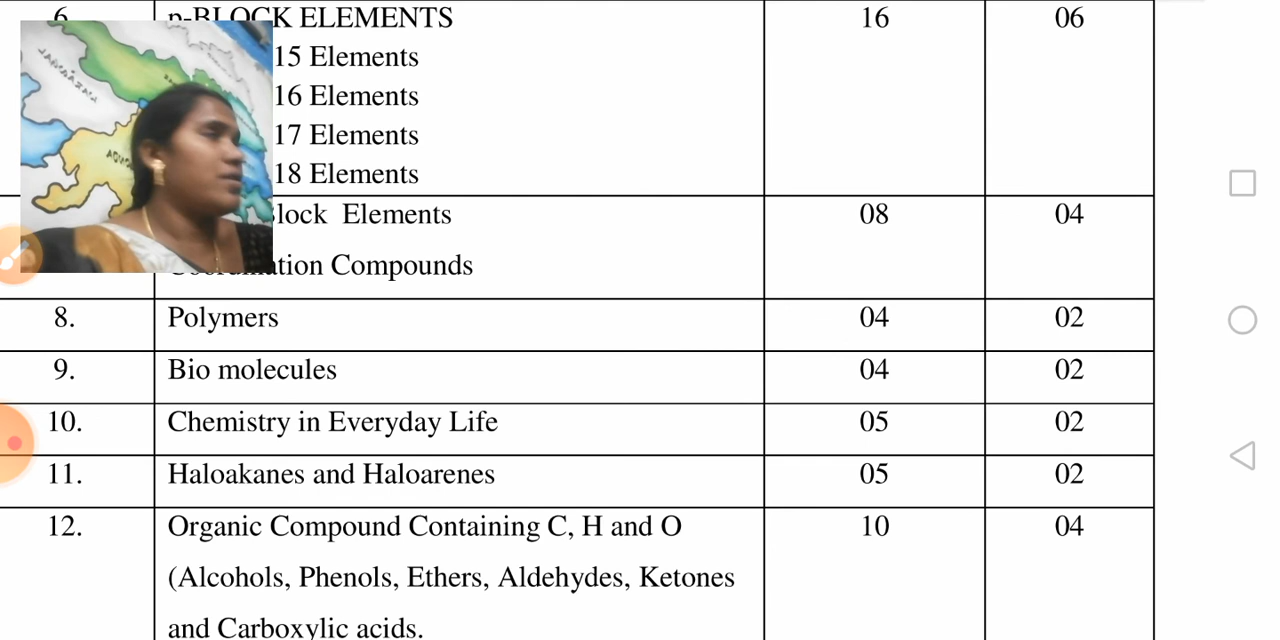 6 p-BLOCK ELEMENTS 16 06
15 Elements
16 Elements
17 Elements
18 Elements
lock Elements 08 04
Compounds
8. Polymers 04 02
9. Bio molecules 04 02
10. Chemistry in Everyday Life 05 02
11. Haloakanes and Haloarenes 05 02
12. Organic Compound Containing C, H and O 10 04
(Alcohols, Phenols, Ethers, Aldehydes, Ketones
and Carboxylic acids.